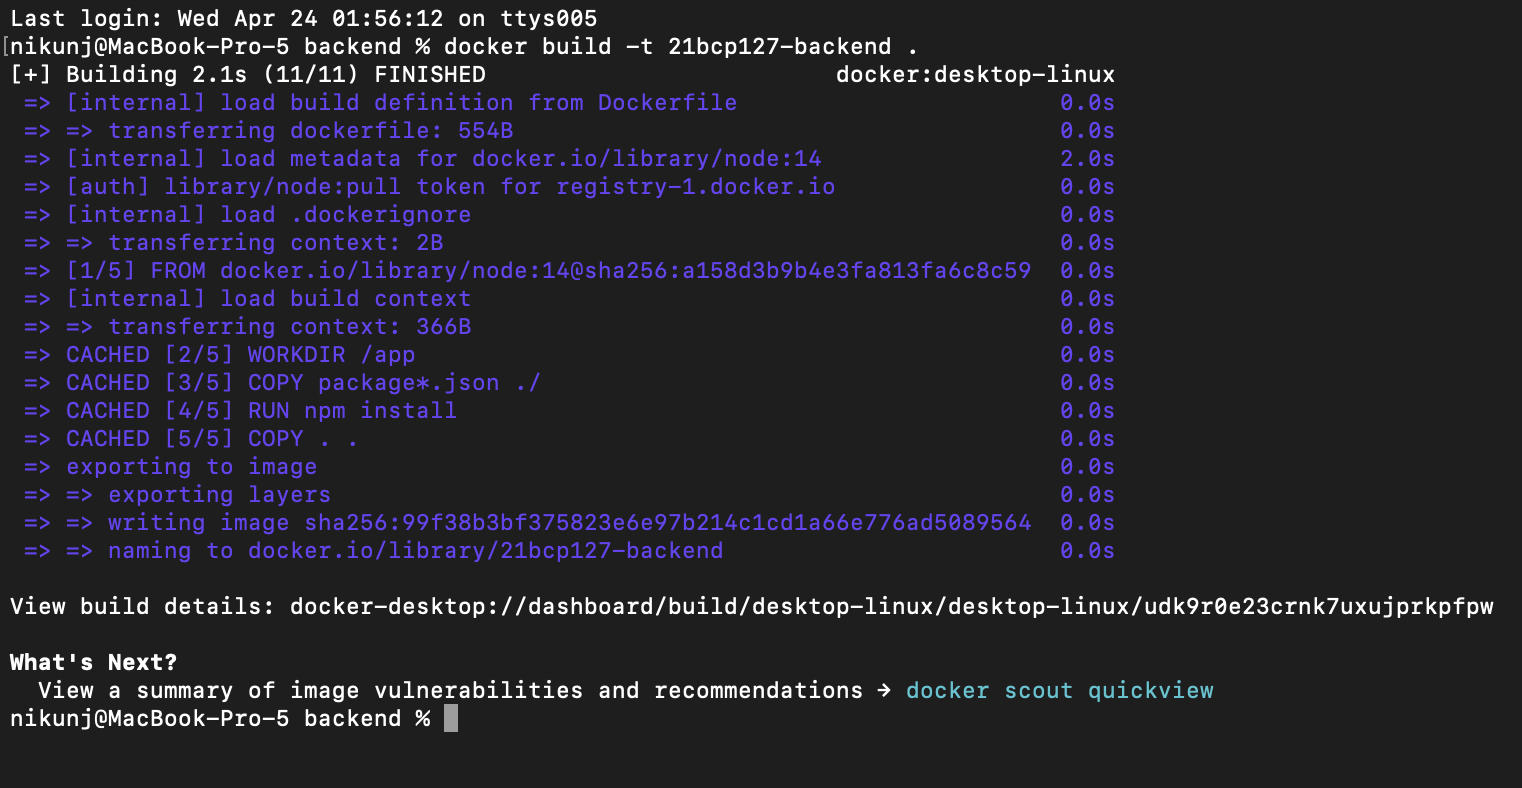 Last login: Wed Apr 24 01:56:12 on ttys005
[nikunj@MacBook-Pro-5 backend % docker build -t 21bcp127-backend .
[+] Building 2.1s (11/11) FINISHED docker:desktop-linux
=> [internal] load build definition from Dockerfile 0.0s
=> => transferring dockerfile: 554B 0.0s
=> [internal] load metadata for docker.io/library/node:14 2.0s
=> [auth] library/node:pull token for registry-1.docker.io 0.0s
=> [internal] load .dockerignore 0.0s
=> => transferring context: 2B 0.0s
=> [1/5] FROM docker.io/library/node:14@sha256:a158d3b9b4e3fa813fa6c8c59 0.0s
=> [internal] load build context 0.0s
=> => transferring context: 366B 0.0s
=> CACHED [2/5] WORKDIR /app 0.0s
=> CACHED [3/5] COPY package*.json ./ 0.0s
=> CACHED [4/5] RUN npm install 0.0s
=> CACHED [5/5] COPY . . 0.0s
=> exporting to image 0.0s
=> => exporting layers 0.0s
=> => writing image sha256:99f38b3bf375823e6e97b214c1cd1a66e776ad5089564 0.0s
=> => naming to docker.io/library/21bcp127-backend 0.0s
View build details: docker-desktop://dashboard/build/desktop-linux/desktop-linux/udk9r0e23crnk7uxujprkpfpw
What's Next?
View a summary of image vulnerabilities and recommendations → docker scout quickview
nikunj@MacBook-Pro-5 backend %